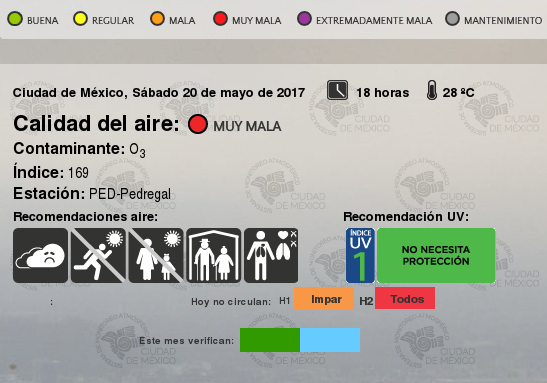 BUENA REGULAR MALA MUY MALA EXTREMADAMENTE MALA MANTENIMIENTO
Ciudad de México, Sábado 20 de mayo de 2017 18 horas 28 ºC
Calidad del aire: MUY MALA
Contaminante: O3
Índice: 169
Estación: PED-Pedregal
Recomendaciones aire: Recomendación UV:
ÍNDICE
UV
1
NO NECESITA
PROTECCIÓN
: Hoy no circulan: H1 Impar H2 Todos
Este mes verifican:
CIUDAD
DE MÉXICO